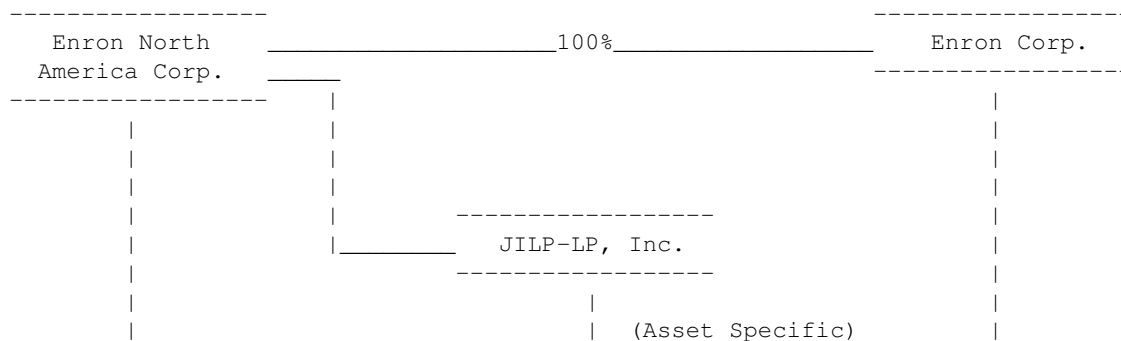 Enron North 100% Enron Corp.
America Corp.
JILP-LP, Inc.
(Asset Specific)